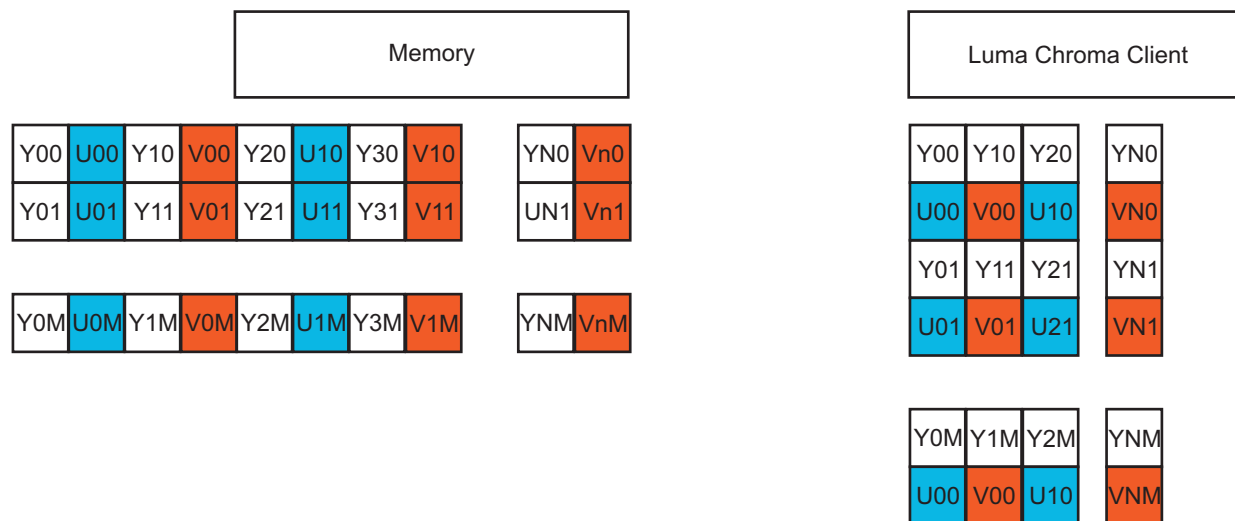 Memory
Luma Chroma Client
Y00 U00 Y10 V00 Y20 U10 Y30 V10 YN0 Vn0
Y01 U01 Y11 V01 Y21 U11 Y31 V11 UN1 Vn1
Y0M U0M Y1M V0M Y2M U1M Y3M V1M YNM VnM
Y00 Y10 Y20 YN0
U00 V00 U10 VN0
Y01 Y11 Y21 YN1
U01 V01 U21 VN1
Y0M Y1M Y2M YNM
U00 V00 U10 VNM